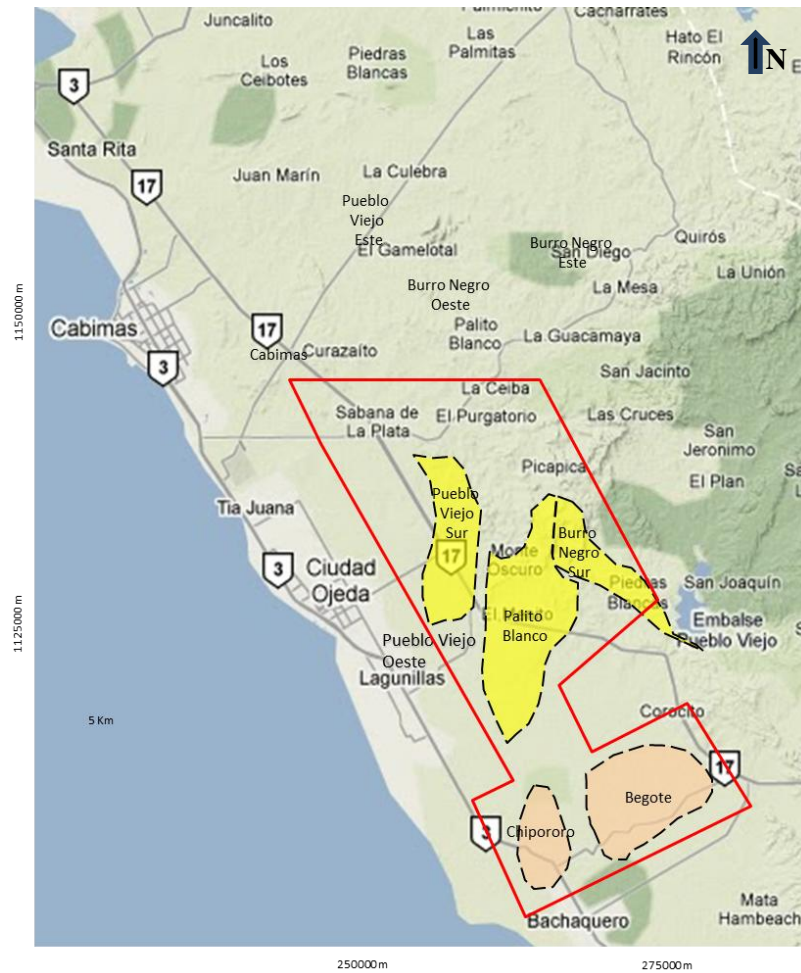 Palmichito
Cacharrates
Juncalito
Las
Palmitas
Hato El
Rincón
N
Los
Ceibotes
Piedras
Blancas
3
Santa Rita
17
Juan Marín
La Culebra
Pueblo
Viejo
Este
El Gamelotal
Burro Negro
San Diego
Este
Quirós
La Unión
Burro Negro
Oeste
La Mesa
1150000 m
Cabimas
17
Palito
Blanco
La Guacamaya
Cabimas
Curazaíto
3
San Jacinto
La Ceiba
Sabana de
La Plata
El Purgatorio
Las Cruces
San
Jeronimo
Picapica
El Plan
Pueblo
Viejo
Sur
Tia Juana
Burro
Negro
Sur
17
Monte
Oscuro
3
Ciudad
Ojeda
Piedras
Blancas
San Joaquín
Palito
Blanco
Embalse
Pueblo Viejo
1125000 m
Pueblo Viejo
Oeste
Lagunillas
Corocito
5 Km
17
Begote
3
Chipororo
Bachaquero
Mata
Hambeach
250000 m
275000 m